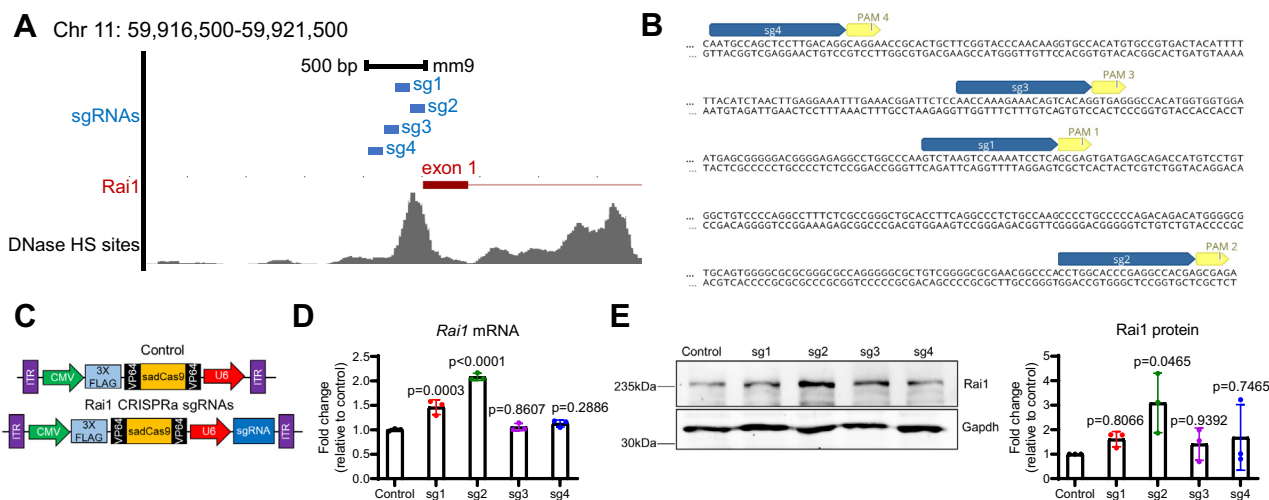 A Chr 11: 59,916,500-59,921,500
500 bp mm9
sgRNAs
sg1
sg2
sg3
sg4
Rai1
exon 1
DNase HS sites
B
sg4 PAM 4
... CAATGCCAGCTCCTTGACAGGCAGGAACCGCACTGCTTCGGTACCCAACAAGGTGCCACATGTGCCGTGACTACATTTT
... GTTACGGTCGAGGAACTGTCCGTCCTTGGCGTGACGAAGCCATGGGTTGTTCCACGGTGTACACGGCACTGATGTAAAA
sg3 PAM 3
... TTACATCTAACTTGAGGAAATTTGAAACGGATTCTCCAACCAAAGAAACAGTCACAGGTGAGGGCCACATGGTGGTGGA
... AATGTAGATTGAACTCCTTTAAACTTTGCCTAAGAGGTTGGTTTCTTTGTCAGTGTCCACTCCCGGTGTACCACCACCT
sg1 PAM 1
... ATGAGCGGGGGACGGGGAGAGGCCTGGCCCAAGTCTAAGTCCAAAATCCTCAGCGAGTGATGAGCAGACCATGTCCTGT
... TACTCGCCCCCTGCCCCTCTCCGGACCGGGTTCAGATTCAGGTTTTAGGAGTCGCTCACTACTCGTCTGGTACAGGACA
... GGCTGTCCCCAGGCCTTTCTCGCCGGGCTGCACCTTCAGGCCCTCTGCCAAGCCCCTGCCCCCAGACAGACATGGGGCG
... CCGACAGGGGTCCGGAAAGAGCGGCCCGACGTGGAAGTCCGGGAGACGGTTCGGGGACGGGGGTCTGTCTGTACCCCGC
sg2 PAM 2
... TGCAGTGGGGCGCGCGGGCGCCAGGGGGCGCTGTCGGGGCGCGAACGGCCCACCTGGCACCCGAGGCCACGAGCGAGA
... ACGTCACCCCGCGCGCCCGCGGTCCCCCGCGACAGCCCCGCGCTTGCCGGGTGGACCGTGGGCTCCGGTGCTCGCTCT
C
Control
ITR CMV 3X FLAG VP64 sadCas9 VP64 U6 ITR
Rai1 CRISPRa sgRNAs
ITR CMV 3X FLAG VP64 sadCas9 VP64 U6 sgRNA ITR
D
Rai1 mRNA
Fold change
(relative to control)
2.5
2.0
1.5
1.0
0.5
0.0
p=0.0003
p<0.0001
p=0.8607
p=0.2886
Control sg1 sg2 sg3 sg4
E
Control sg1 sg2 sg3 sg4
235kDa Rai1
Gapdh
30kDa
Rai1 protein
Fold change
(relative to control)
5
4
3
2
1
0
p=0.8066
p=0.0465
p=0.9392
p=0.7465
Control sg1 sg2 sg3 sg4